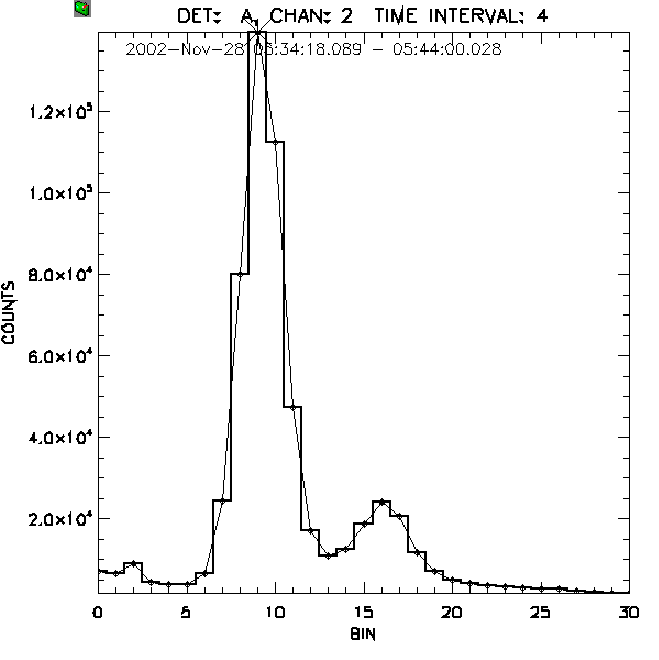 DET: A, CHAN: 2 TIME INTERVAL: 4
2002-Nov-28 05:34:18.089 - 05:44:00.028
1.2×10⁵
1.0×10⁵
8.0×10⁴
6.0×10⁴
4.0×10⁴
2.0×10⁴
COUNTS
0 5 10 15 20 25 30
BIN